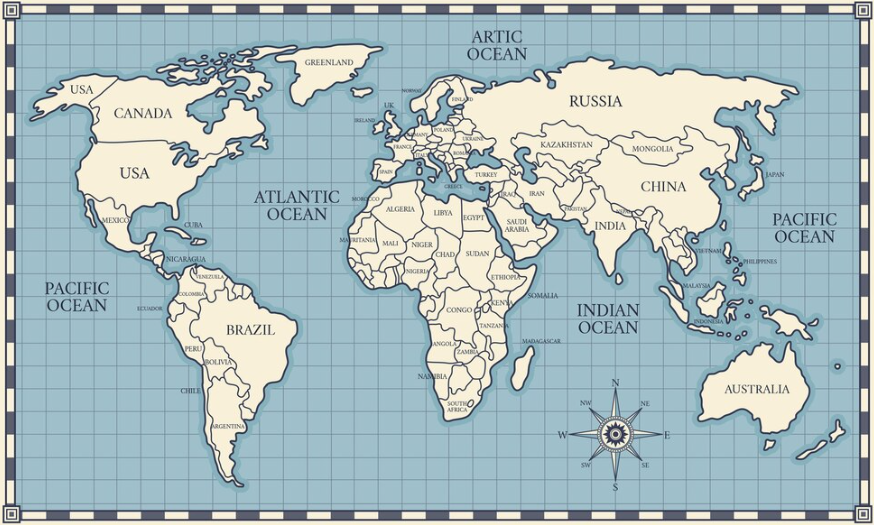 ARTIC
OCEAN
GREENLAND
USA
CANADA
USA
MEXICO
CUBA
NICARAGUA
VENEZUELA
COLOMBIA
ECUADOR
BRAZIL
PERU
BOLIVIA
CHILE
ARGENTINA
PACIFIC
OCEAN
ATLANTIC
OCEAN
NORWAY
FINLAND
UK
IRELAND
POLAND
UKRAINE
FRANCE
SPAIN
GREECE
TURKEY
RUSSIA
KAZAKHSTAN
MONGOLIA
CHINA
JAPAN
IRAQ
IRAN
PAKISTAN
NEPAL
INDIA
SAUDI
ARABIA
MOROCCO
ALGERIA
LIBYA
EGYPT
MAURITANIA
MALI
NIGER
CHAD
SUDAN
NIGERIA
ETHIOPIA
SOMALIA
KENYA
CONGO
TANZANIA
ANGOLA
ZAMBIA
NAMIBIA
SOUTH
AFRICA
MADAGASCAR
PACIFIC
OCEAN
VIETNAM
PHILIPPINES
MALAYSIA
INDONESIA
INDIAN
OCEAN
AUSTRALIA
N
NW
NE
W
E
SW
SE
S